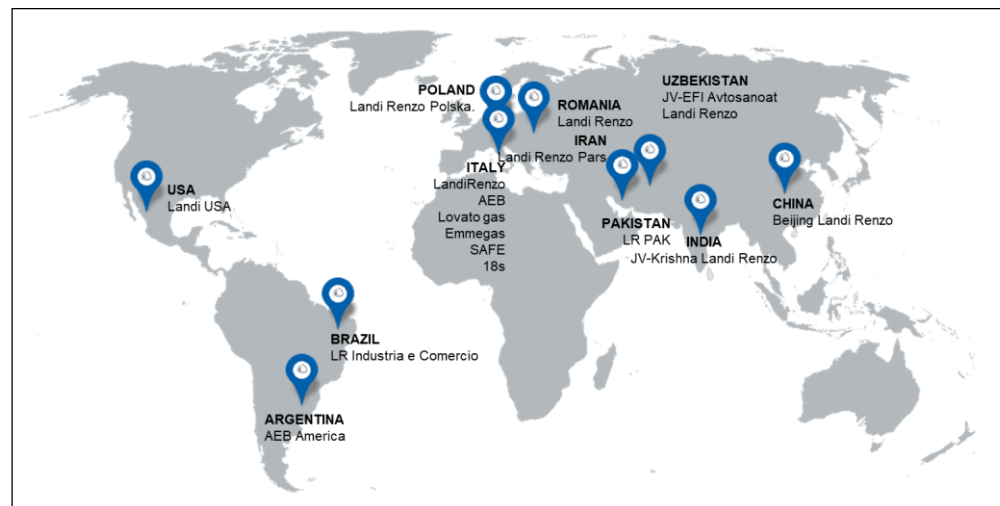 POLAND
Landi Renzo Polska.
ROMANIA
Landi Renzo
UZBEKISTAN
JV-EFI Avtosanoat
Landi Renzo
IRAN
Landi Renzo Pars
ITALY
LandiRenzo
AEB
Lovato gas
Emmegas
SAFE
18s
USA
Landi USA
PAKISTAN
LR PAK
INDIA
JV-Krishna Landi Renzo
CHINA
Beijing Landi Renzo
BRAZIL
LR Industria e Comercio
ARGENTINA
AEB America